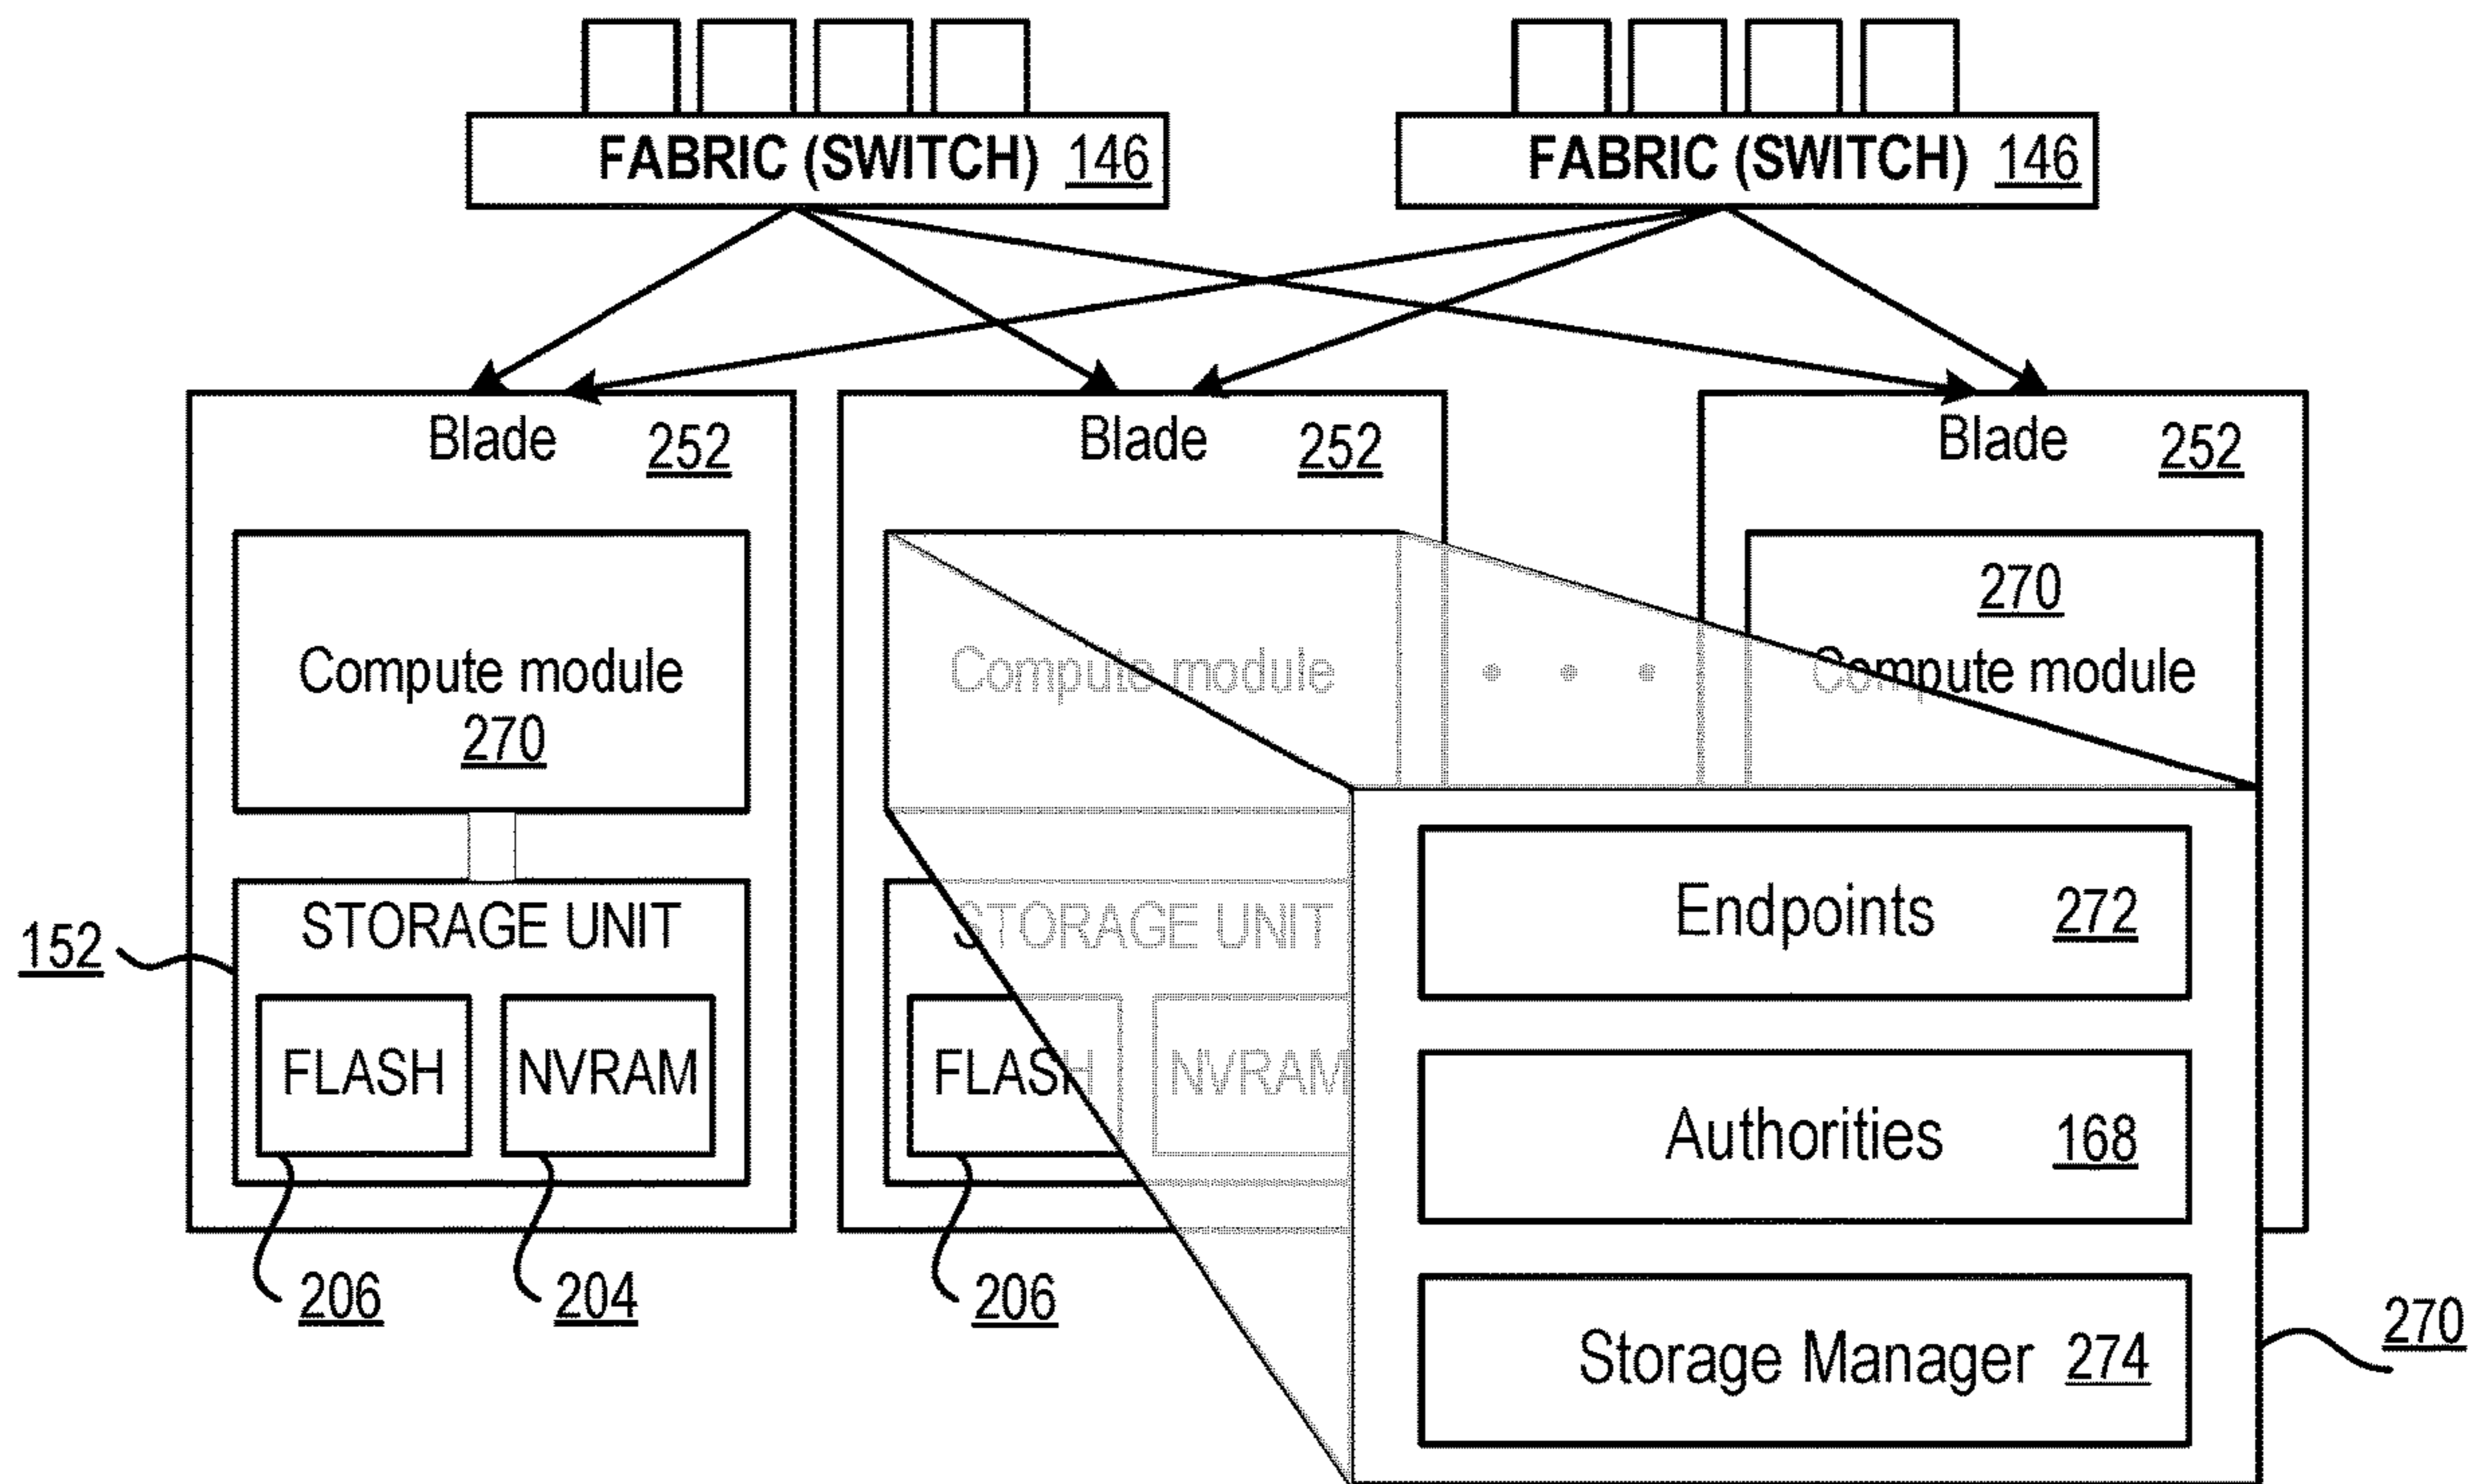 FABRIC (SWITCH) 146
FABRIC (SWITCH) 146
Blade 252
Blade 252
Blade 252
Compute module
270
Compute module
270
Compute module
STORAGE UNIT
152
FLASH
NVRAM
206
204
STORAGE UNIT
FLASH
NVRAM
206
Endpoints 272
Authorities 168
Storage Manager 274
270